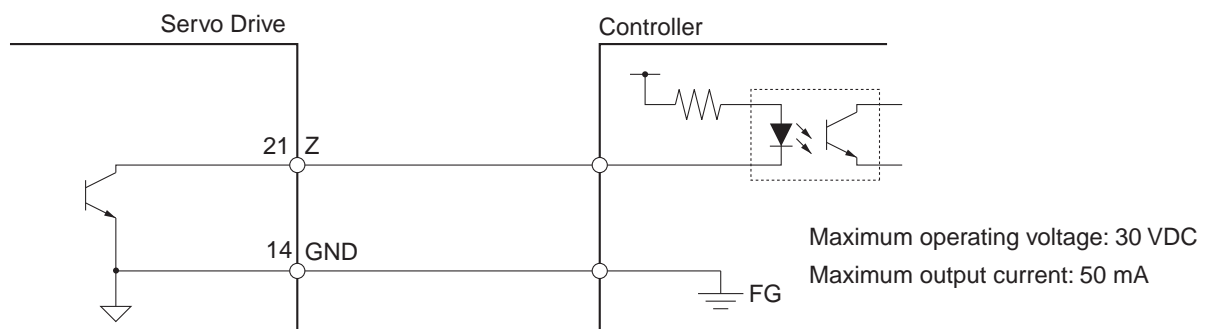 Servo Drive
Controller
21 Z
14 GND
FG
Maximum operating voltage: 30 VDC
Maximum output current: 50 mA